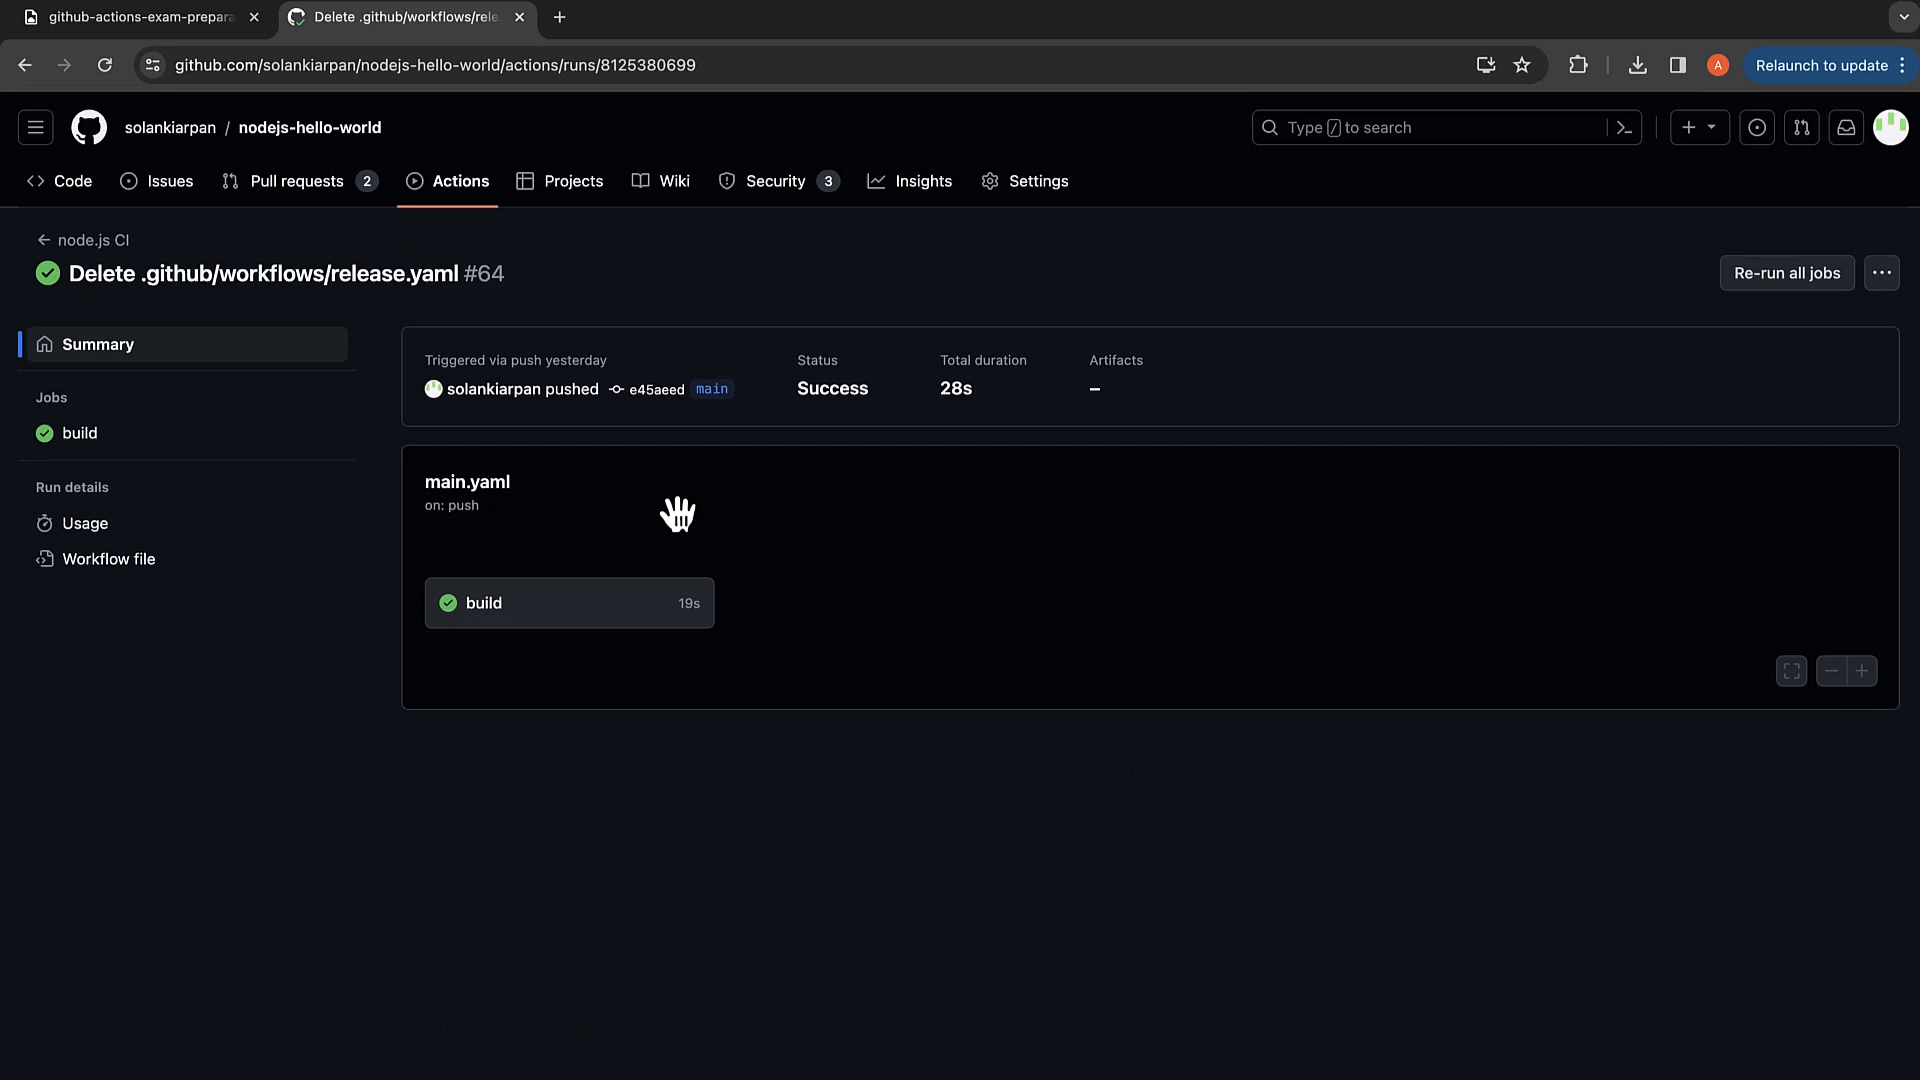 github-actions-exam-prepara
Delete .github/workflows/rele
github.com/solankiarpan/nodejs-hello-world/actions/runs/8125380699
A
Relaunch to update
solankiarpan / nodejs-hello-world
Type / to search
Code
Issues
Pull requests 2
Actions
Projects
Wiki
Security 3
Insights
Settings
node.js CI
Delete .github/workflows/release.yaml #64
Re-run all jobs
Summary
Triggered via push yesterday
Status
Total duration
Artifacts
solankiarpan pushed e45aeed main
Success
28s
–
Jobs
build
Run details
Usage
Workflow file
main.yaml
on: push
build 19s